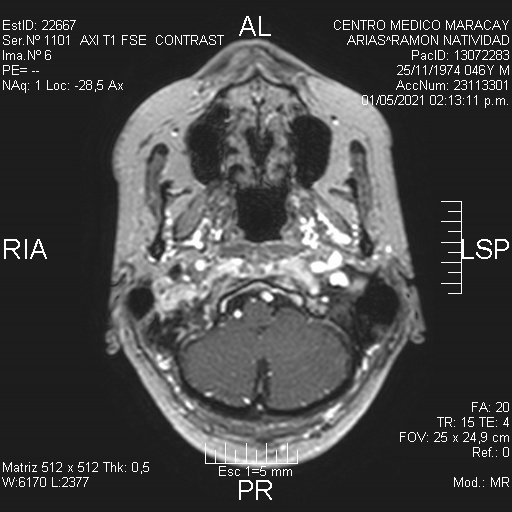 EstID: 22667
Ser.Nº 1101 AXI T1 FSE CONTRAST
Ima.Nº 6
PE= --
NAq: 1 Loc: -28,5 Ax
AL
CENTRO MEDICO MARACAY
ARIAS^RAMON NATIVIDAD
PacID: 13072283
25/11/1974 046Y M
AccNum: 23113301
01/05/2021 02:13:11 p.m.
RIA
LSP
FA: 20
TR: 15 TE: 4
FOV: 25 x 24,9 cm
Ref.: 0
Mod.: MR
Matriz 512 x 512 Thk: 0,5
W:6170 L:2377
Esc 1=5 mm
PR